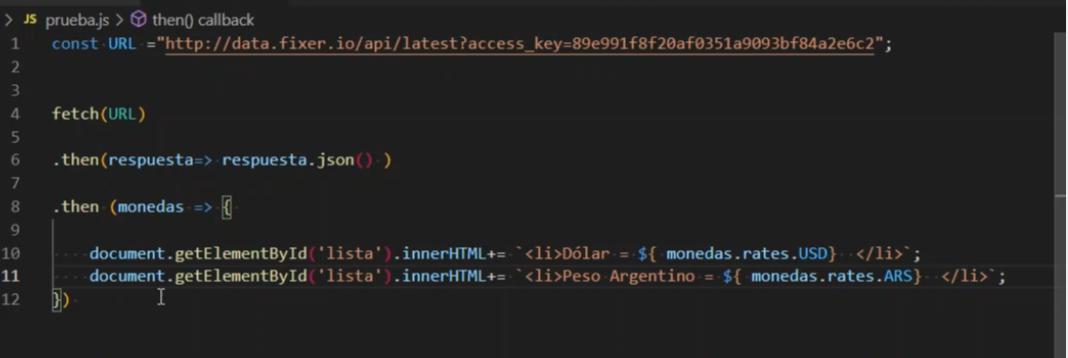 JS prueba.js > then() callback
1 const URL ="http://data.fixer.io/api/latest?access_key=89e991f8f20af0351a9093bf84a2e6c2";
2
3
4 fetch(URL)
5
6 .then(respuesta=> respuesta.json() )
7
8 .then (monedas => {
9
10 document.getElementById('lista').innerHTML+= `<li>Dólar = ${ monedas.rates.USD}  </li>`;
11 document.getElementById('lista').innerHTML+= `<li>Peso Argentino = ${ monedas.rates.ARS}  </li>`;
12 })